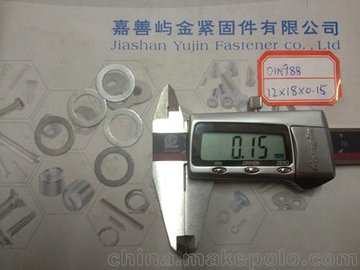 嘉善屿金紧固件有限公司
Jiashan Yujin Fastener co.,Ltd
DIN988
12X18X0.15
0.15
mm OFF/ON ZERO
china.makepolo.com